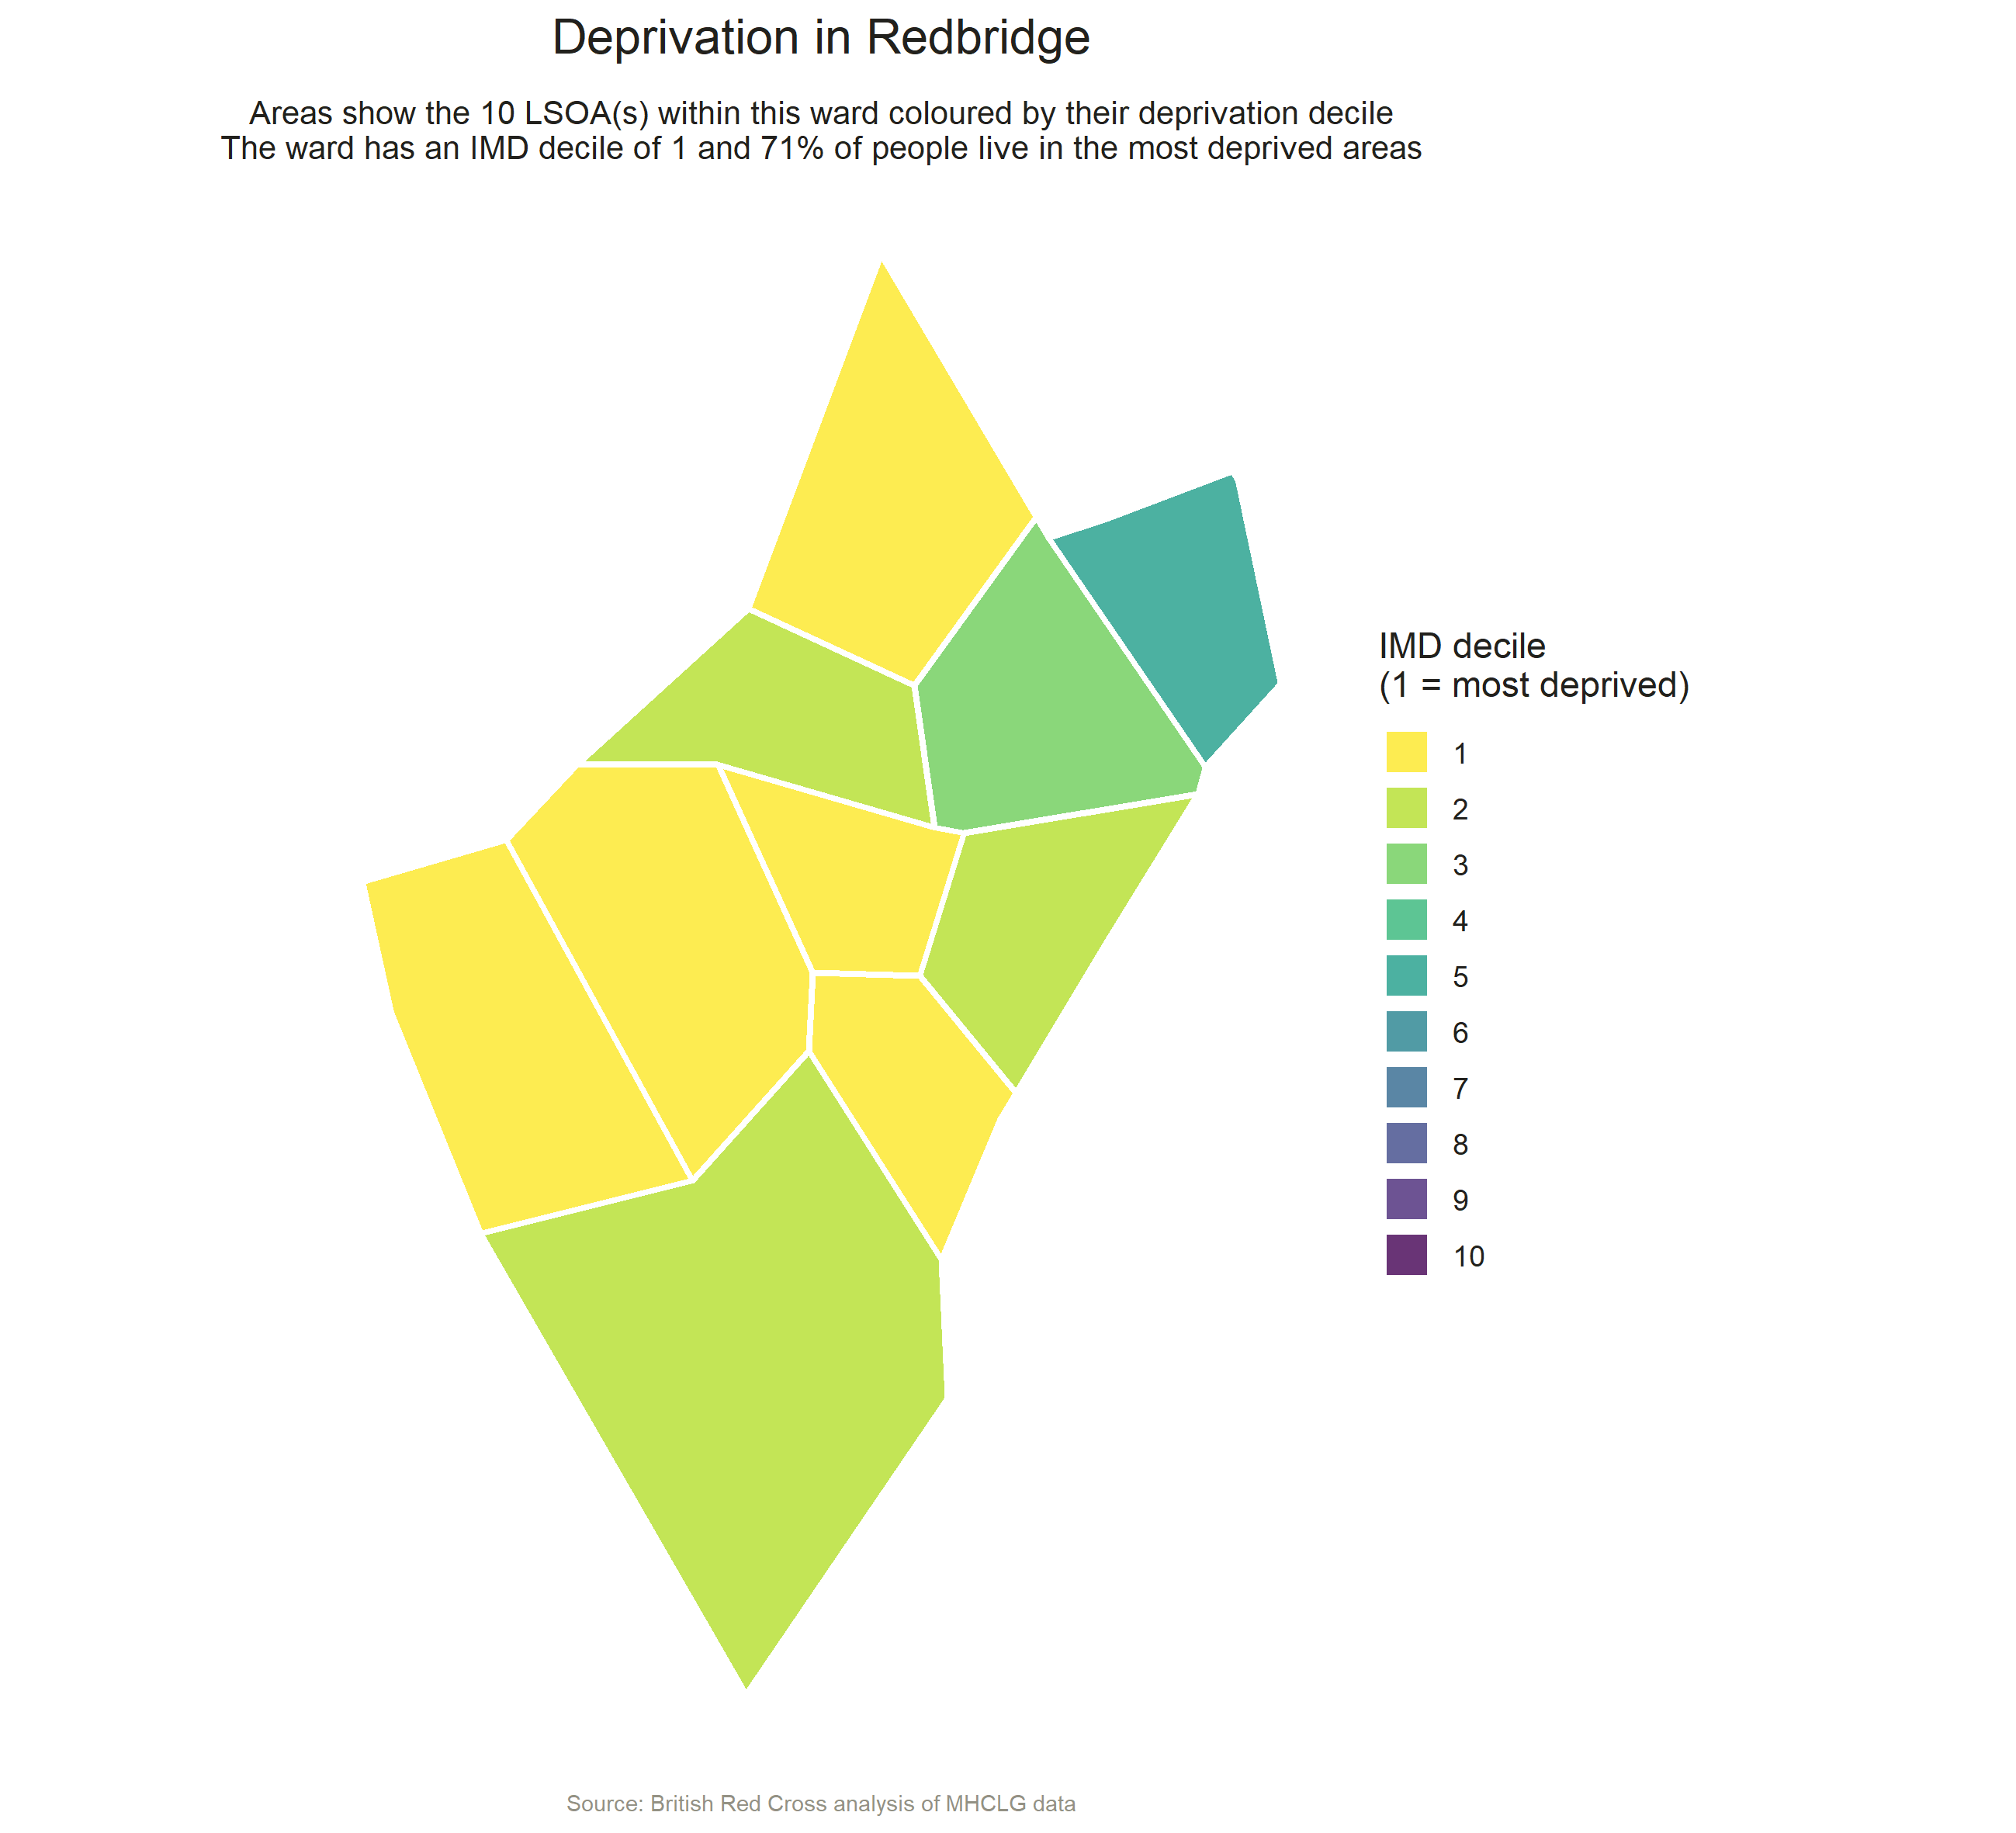 Deprivation in Redbridge
Areas show the 10 LSOA(s) within this ward coloured by their deprivation decile
The ward has an IMD decile of 1 and 71% of people live in the most deprived areas
IMD decile
(1 = most deprived)
1
2
3
4
5
6
7
8
9
10
Source: British Red Cross analysis of MHCLG data